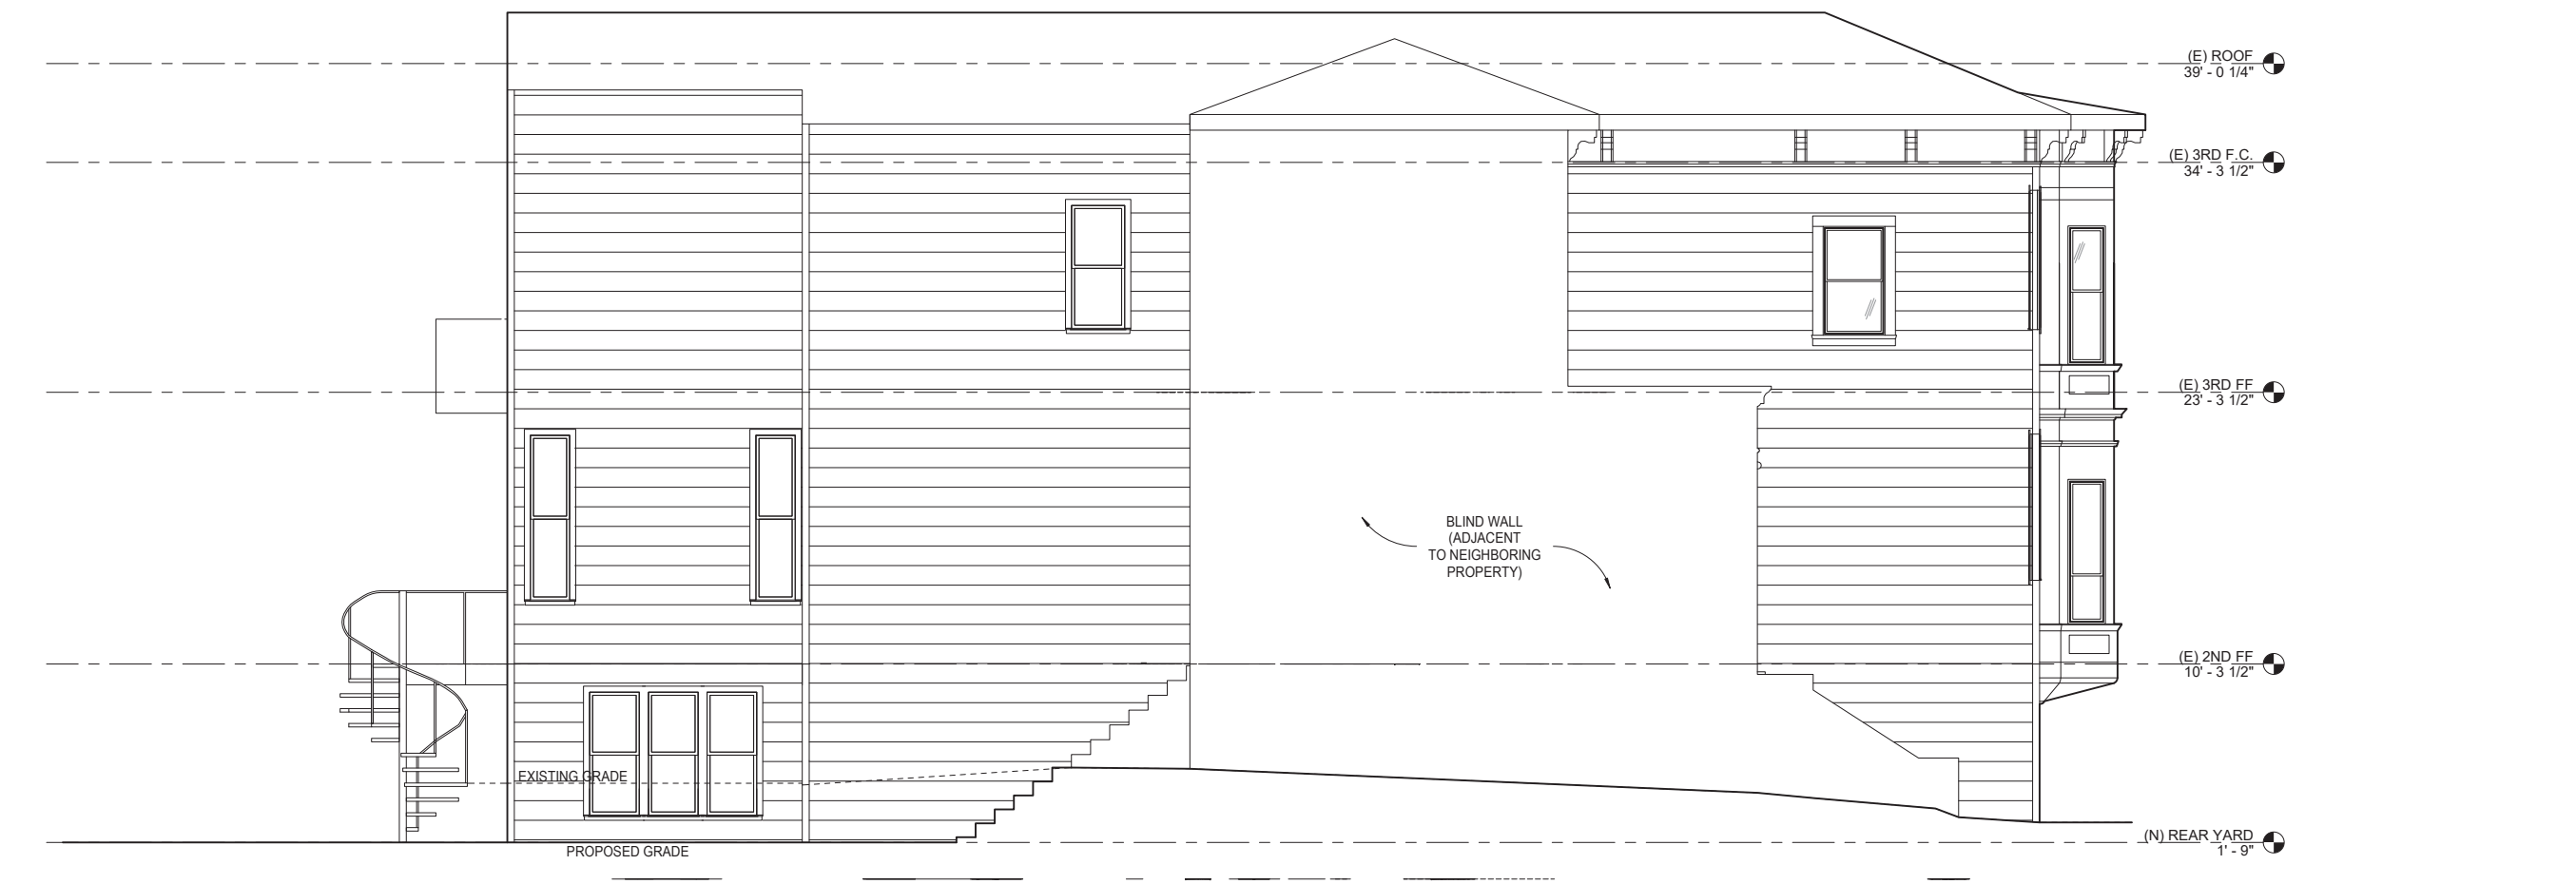 (E) ROOF
39' - 0 1/4"
(E) 3RD F.C.
34' - 3 1/2"
(E) 3RD FF
23' - 3 1/2"
BLIND WALL
(ADJACENT
TO NEIGHBORING
PROPERTY)
(E) 2ND FF
10' - 3 1/2"
EXISTING GRADE
(N) REAR YARD
1' - 9"
PROPOSED GRADE